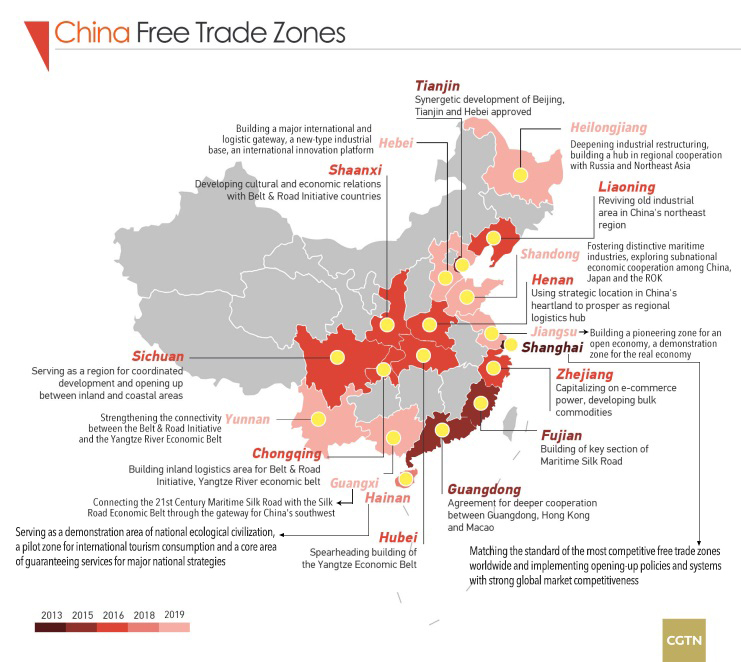 China Free Trade Zones
Tianjin
Synergetic development of Beijing,
Tianjin and Hebei approved
Building a major international and
logistic gateway, a new-type industrial
base, an international innovation platform
Hebei
Heilongjiang
Deepening industrial restructuring,
building a hub in regional cooperation
with Russia and Northeast Asia
Shaanxi
Developing cultural and economic relations
with Belt & Road Initiative countries
Liaoning
Reviving old industrial
area in China's northeast
region
Shandong
Fostering distinctive maritime
industries, exploring subnational
economic cooperation among China,
Japan and the ROK
Henan
Using strategic location in China's
heartland to prosper as regional
logistics hub
Jiangsu
Building a pioneering zone for an
open economy, a demonstration
zone for the real economy
Shanghai
Sichuan
Serving as a region for coordinated
development and opening up
between inland and coastal areas
Zhejiang
Capitalizing on e-commerce
power, developing bulk
commodities
Strengthening the connectivity
between the Belt & Road Initiative
and the Yangtze River Economic Belt
Yunnan
Fujian
Building of key section of
Maritime Silk Road
Chongqing
Building inland logistics area for Belt & Road
Initiative, Yangtze River economic belt
Guangxi
Connecting the 21st Century Maritime Silk Road with the Silk
Road Economic Belt through the gateway for China's southwest
Hainan
Serving as a demonstration area of national ecological civilization,
a pilot zone for international tourism consumption and a core area
of guaranteeing services for major national strategies
Guangdong
Agreement for deeper cooperation
between Guangdong, Hong Kong
and Macao
Hubei
Spearheading building of
the Yangtze Economic Belt
Matching the standard of the most competitive free trade zones
worldwide and implementing opening-up policies and systems
with strong global market competitiveness
2013 2015 2016 2018 2019
CGTN